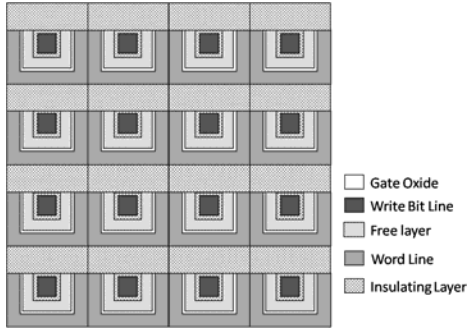 Gate Oxide
Write Bit Line
Free layer
Word Line
Insulating Layer